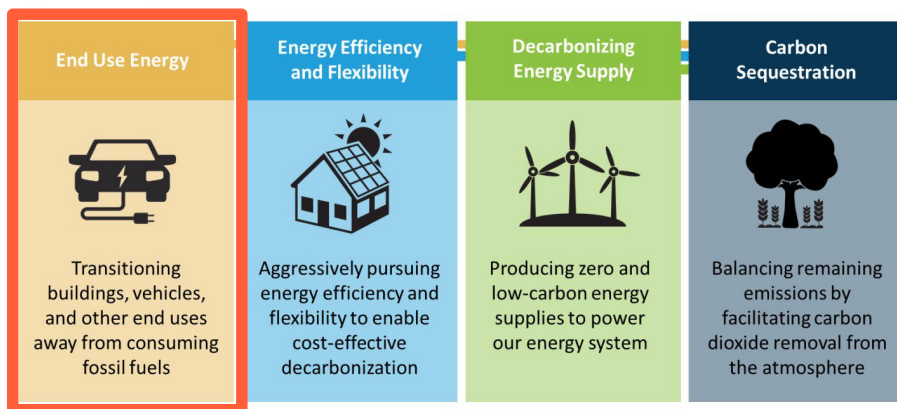 End Use Energy
Transitioning
buildings, vehicles,
and other end uses
away from consuming
fossil fuels
Energy Efficiency
and Flexibility
Aggressively pursuing
energy efficiency and
flexibility to enable
cost-effective
decarbonization
Decarbonizing
Energy Supply
Producing zero and
low-carbon energy
supplies to power
our energy system
Carbon
Sequestration
Balancing remaining
emissions by
facilitating carbon
dioxide removal from
the atmosphere